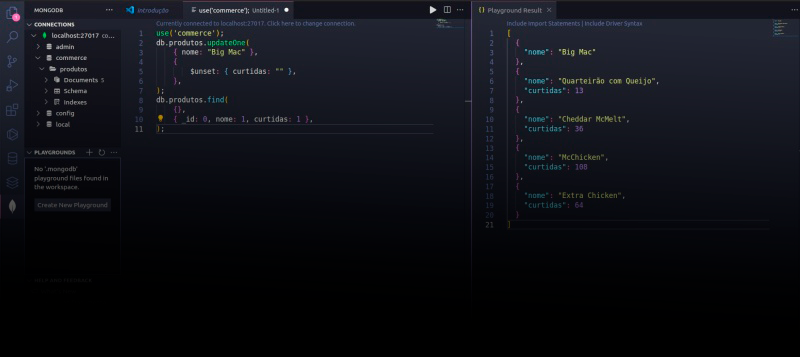 MONGODB
CONNECTIONS
localhost:27017 co...
admin
commerce
produtos
Documents 5
Schema
Indexes
config
local
PLAYGROUNDS
No '.mongodb'
playground files found in
the workspace.
Create New Playground
Introdução
use('commerce'); Untitled-1
Currently connected to localhost:27017. Click here to change connection.
1 use('commerce');
2 db.produtos.updateOne(
3 { nome: "Big Mac" },
4 {
5 $unset: { curtidas: "" },
6 },
7 );
8 db.produtos.find(
9 {},
10 { _id: 0, nome: 1, curtidas: 1 },
11 );
Playground Result
Include Import Statements | Include Driver Syntax
1 [
2 {
3 "nome": "Big Mac"
4 },
5 {
6 "nome": "Quarteirão com Queijo",
7 "curtidas": 13
8 },
9 {
10 "nome": "Cheddar McMelt",
11 "curtidas": 36
12 },
13 {
14 "nome": "McChicken",
15 "curtidas": 100
16 },
17 {
18 "nome": "Extra Chicken",
19 "curtidas": 64
20 }
21 ]